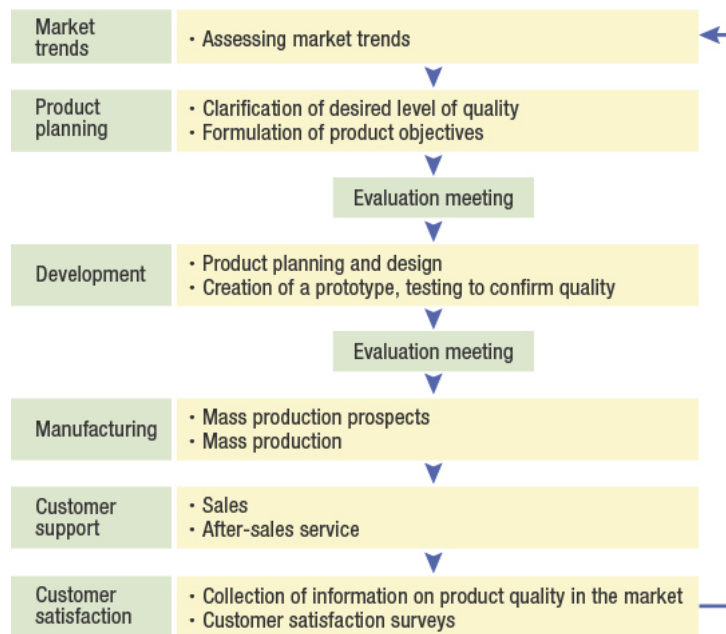 Market
trends
・Assessing market trends
Product
planning
・Clarification of desired level of quality
・Formulation of product objectives
Evaluation meeting
Development
・Product planning and design
・Creation of a prototype, testing to confirm quality
Evaluation meeting
Manufacturing
・Mass production prospects
・Mass production
Customer
support
・Sales
・After-sales service
Customer
satisfaction
・Collection of information on product quality in the market
・Customer satisfaction surveys